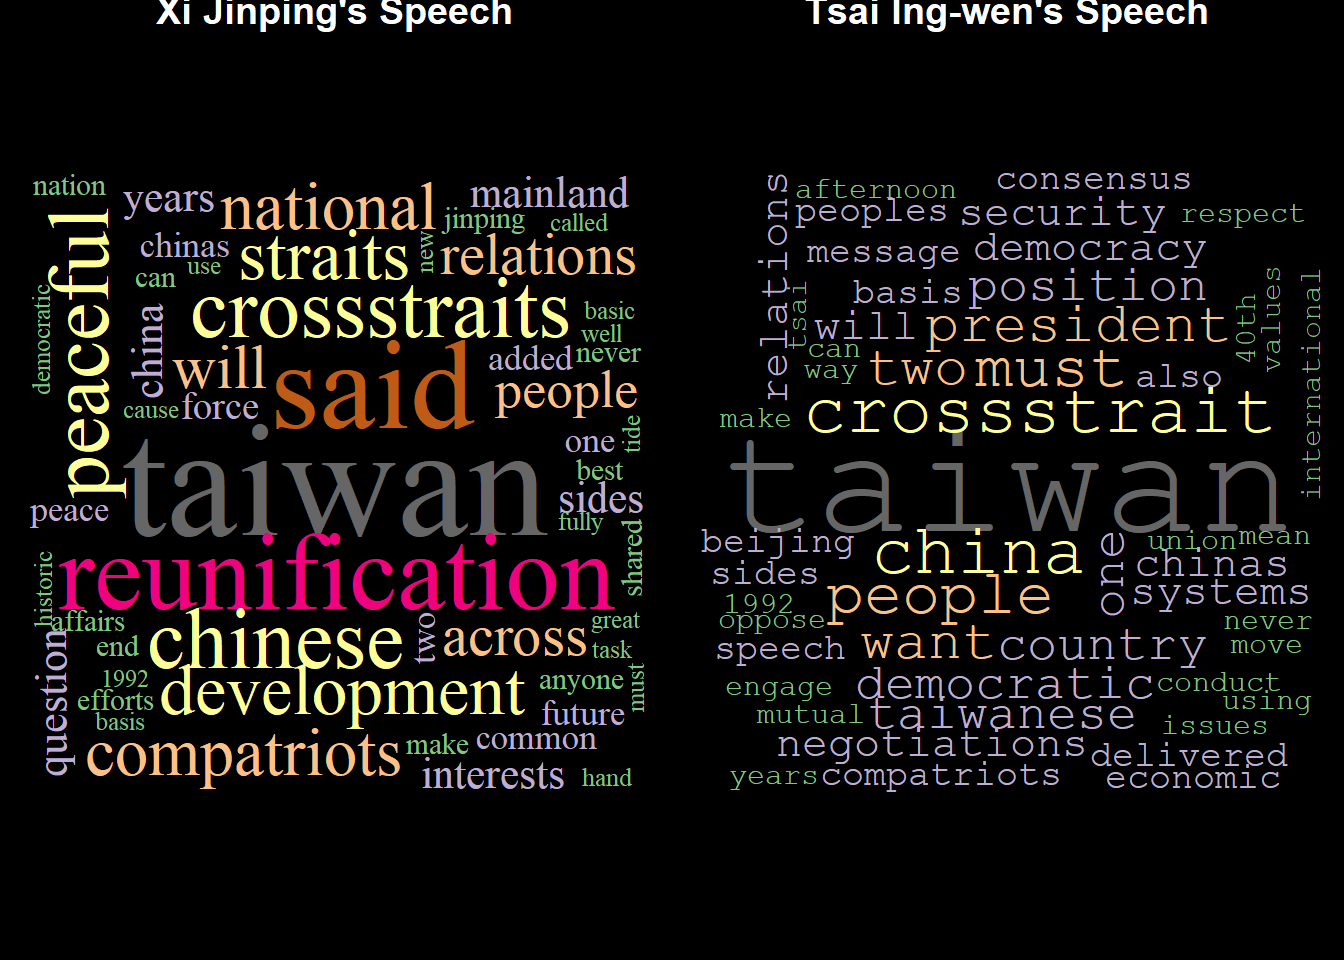 Xi Jinping's Speech
nation
years
national
mainland
jinping
called
chinas
straits
new
relations
can
use
peaceful
democratic
china
crossstraits
basic
well
will
said
added
never
people
cause
force
taiwan
one
tide
best
sides
peace
fully
reunification
shared
historic
affairs
chinese
two
across
great
end
task
question
1992
development
anyone
must
efforts
basis
future
compatriots
make
common
interests
hand
Tsai Ing-wen's Speech
relations
afternoon
consensus
peoples
security
respect
message
democracy
tsai
basis
position
40th
values
international
will
president
can
way
two
must
also
make
crossstrait
taiwan
beijing
china
one
union
mean
sides
chinas
1992
people
systems
oppose
never
speech
want
country
move
engage
democratic
conduct
mutual
taiwanese
using
issues
negotiations
delivered
years
compatriots
economic